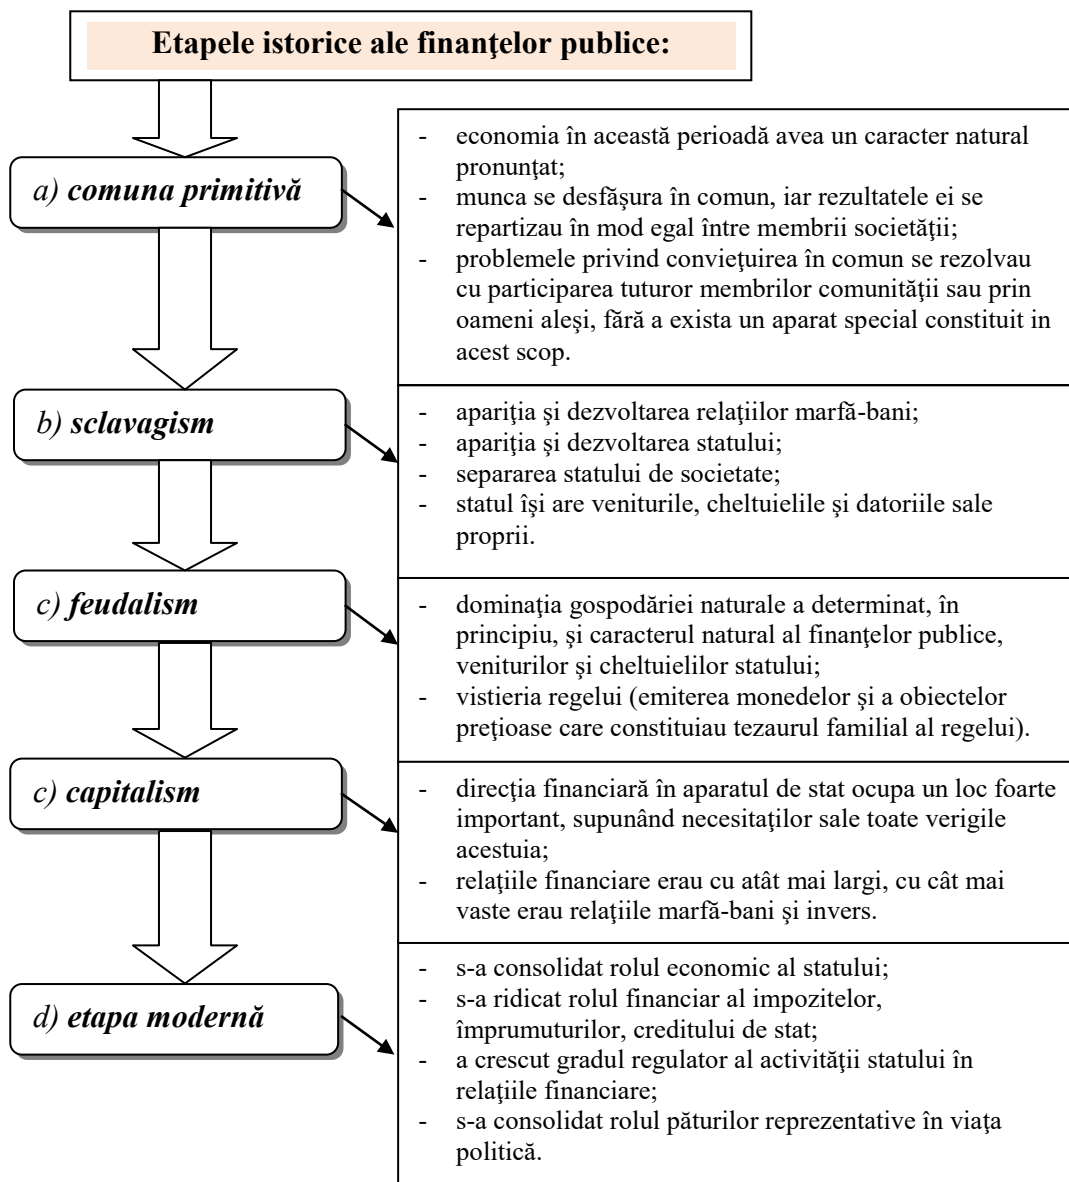 Etapele istorice ale finanţelor publice:
a) comuna primitivă
- economia în această perioadă avea un caracter natural
pronunţat;
- munca se desfăşura în comun, iar rezultatele ei se
repartizau în mod egal între membrii societăţii;
- problemele privind convieţuirea în comun se rezolvau
cu participarea tuturor membrilor comunităţii sau prin
oameni aleşi, fără a exista un aparat special constituit in
acest scop.
b) sclavagism
- apariţia şi dezvoltarea relaţiilor marfă-bani;
- apariţia şi dezvoltarea statului;
- separarea statului de societate;
- statul îşi are veniturile, cheltuielile şi datoriile sale
proprii.
c) feudalism
- dominaţia gospodăriei naturale a determinat, în
principiu, şi caracterul natural al finanţelor publice,
veniturilor şi cheltuielilor statului;
- vistieria regelui (emiterea monedelor şi a obiectelor
preţioase care constituiau tezaurul familial al regelui).
c) capitalism
- direcţia financiară în aparatul de stat ocupa un loc foarte
important, supunând necesitaţilor sale toate verigile
acestuia;
- relaţiile financiare erau cu atât mai largi, cu cât mai
vaste erau relaţiile marfă-bani şi invers.
d) etapa modernă
- s-a consolidat rolul economic al statului;
- s-a ridicat rolul financiar al impozitelor,
împrumuturilor, creditului de stat;
- a crescut gradul regulator al activităţii statului în
relaţiile financiare;
- s-a consolidat rolul păturilor reprezentative în viaţa
politică.